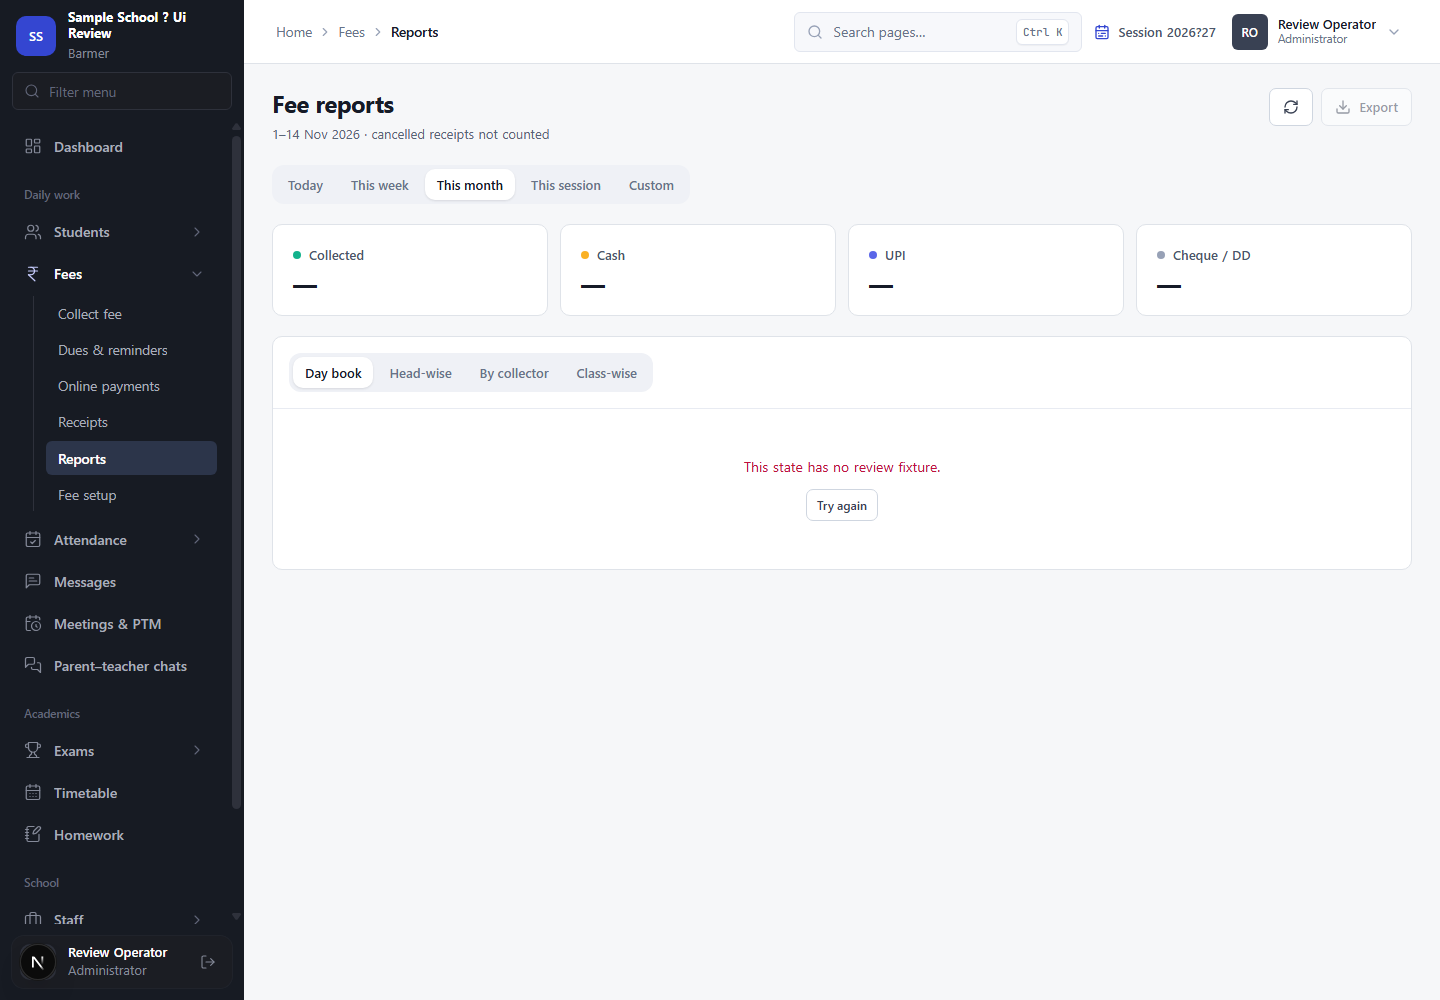 Sample School ? Ui
Review
SS
Barmer
Filter menu
Dashboard
Daily work
Students
Fees
Collect fee
Dues & reminders
Online payments
Receipts
Reports
Fee setup
Attendance
Messages
Meetings & PTM
Parent–teacher chats
Academics
Exams
Timetable
Homework
School
Staff
Review Operator
Administrator
Home > Fees > Reports
Search pages...
Ctrl K
Session 2026?27
RO
Review Operator
Administrator
Fee reports
1–14 Nov 2026 · cancelled receipts not counted
Export
Today
This week
This month
This session
Custom
Collected
—
Cash
—
UPI
—
Cheque / DD
—
Day book
Head-wise
By collector
Class-wise
This state has no review fixture.
Try again